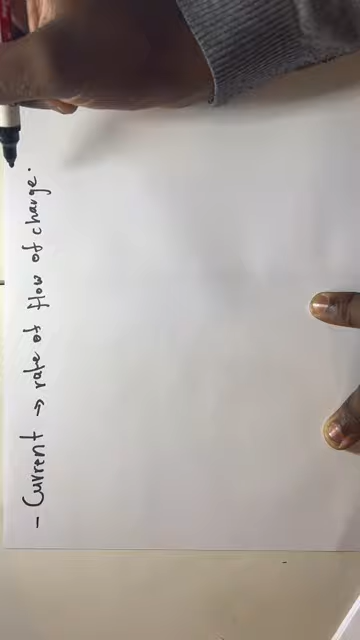 - Current → rate of flow of charge.